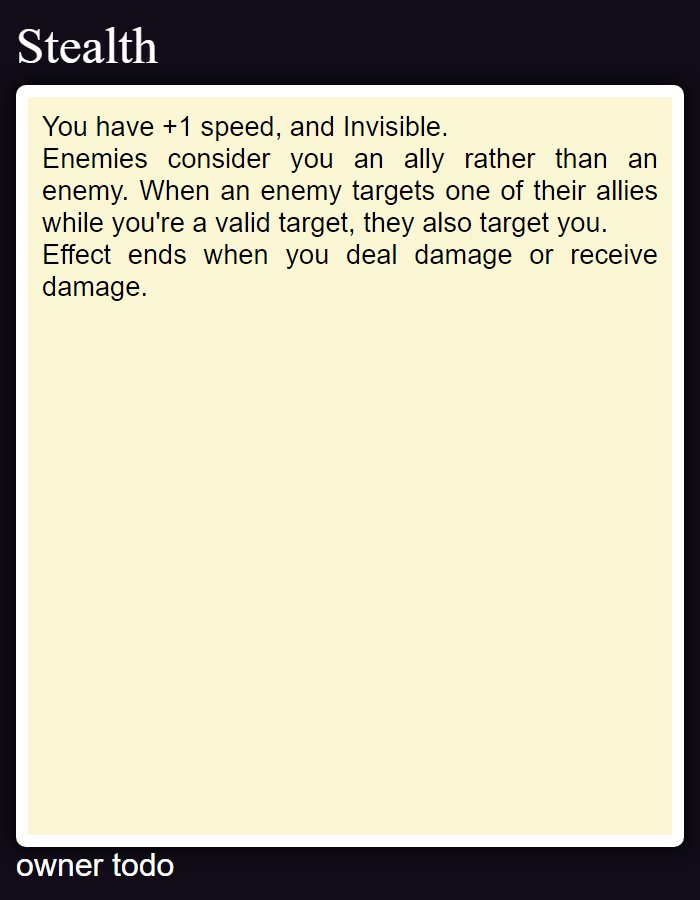 Stealth
You have +1 speed, and Invisible.
Enemies consider you an ally rather than an
enemy. When an enemy targets one of their allies
while you're a valid target, they also target you.
Effect ends when you deal damage or receive
damage.
owner todo